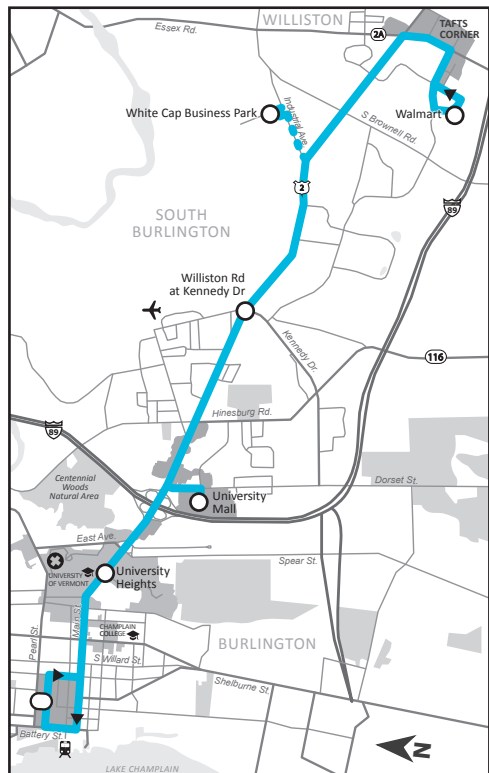 WILLISTON
Essex Rd.
2A
TAFTS
CORNER
White Cap Business Park
Industrial Ave.
Walmart
S Brownell Rd.
2
89
SOUTH
BURLINGTON
Williston Rd
at Kennedy Dr
Kennedy Dr.
116
Hinesburg Rd.
89
Centennial
Woods
Natural Area
Dorset St.
University
Mall
East Ave.
Spear St.
UNIVERSITY
OF VERMONT
University
Heights
Main St.
Pearl St.
CHAMPLAIN
COLLEGE
BURLINGTON
S Willard St.
Shelburne St.
Battery St.
N
LAKE CHAMPLAIN